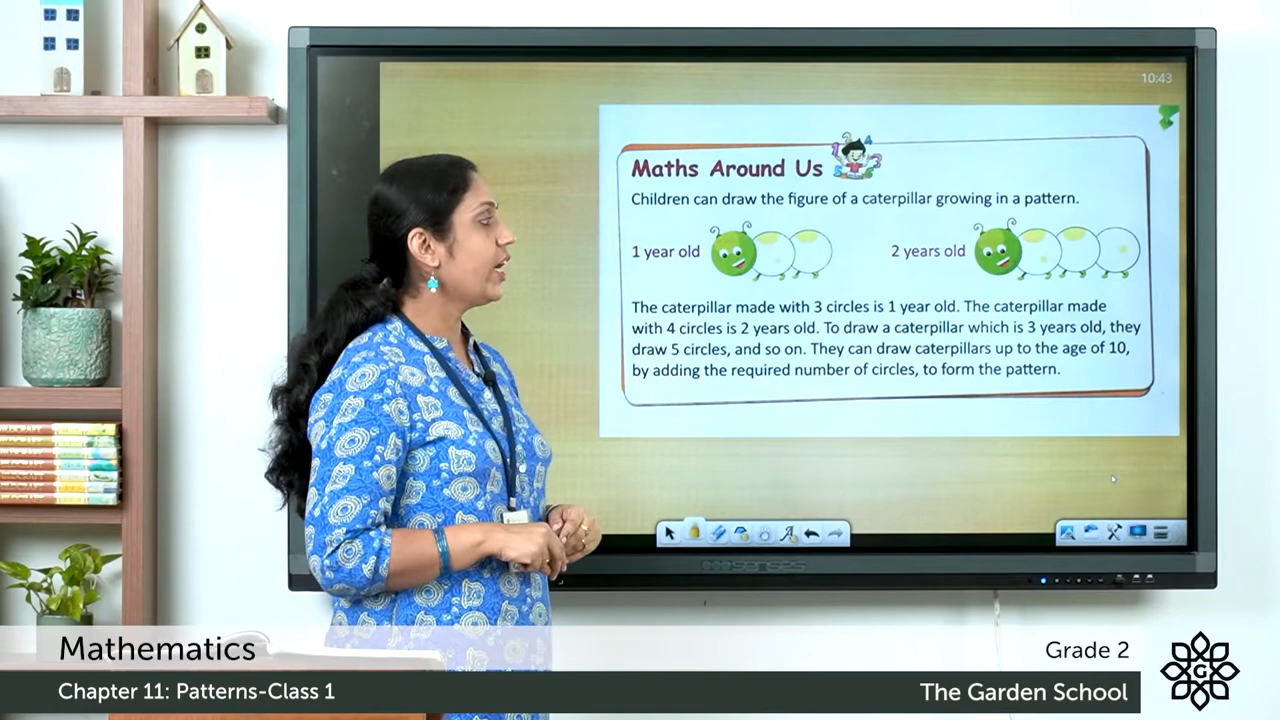 10:43
Maths Around Us
Children can draw the figure of a caterpillar growing in a pattern.
1 year old
2 years old
The caterpillar made with 3 circles is 1 year old. The caterpillar made
with 4 circles is 2 years old. To draw a caterpillar which is 3 years old, they
draw 5 circles, and so on. They can draw caterpillars up to the age of 10,
by adding the required number of circles, to form the pattern.
Mathematics
Grade 2
G
Chapter 11: Patterns-Class 1
The Garden School